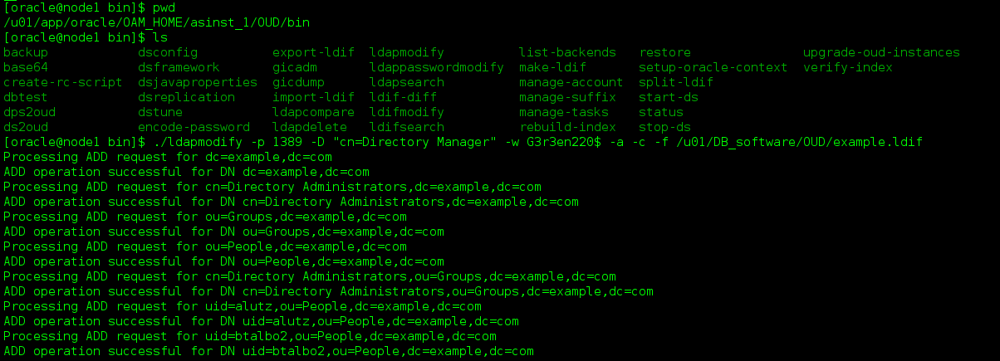 [oracle@node1 bin]$ pwd
/u01/app/oracle/OAM_HOME/asinst_1/OUD/bin
[oracle@node1 bin]$ ls
backup dsconfig export-ldif ldapmodify list-backends restore upgrade-oud-instances
base64 dsframework gicadm ldappasswordmodify make-ldif setup-oracle-context verify-index
create-rc-script dsjavaproperties gicdump ldapsearch manage-account split-ldif
dbtest dsreplication import-ldif ldif-diff manage-suffix start-ds
dps2oud dstune ldapcompare ldifmodify manage-tasks status
ds2oud encode-password ldapdelete ldifsearch rebuild-index stop-ds
[oracle@node1 bin]$ ./ldapmodify -p 1389 -D "cn=Directory Manager" -w G3r3en220$ -a -c -f /u01/DB_software/OUD/example.ldif
Processing ADD request for dc=example,dc=com
ADD operation successful for DN dc=example,dc=com
Processing ADD request for cn=Directory Administrators,dc=example,dc=com
ADD operation successful for DN cn=Directory Administrators,dc=example,dc=com
Processing ADD request for ou=Groups,dc=example,dc=com
ADD operation successful for DN ou=Groups,dc=example,dc=com
Processing ADD request for ou=People,dc=example,dc=com
ADD operation successful for DN ou=People,dc=example,dc=com
Processing ADD request for cn=Directory Administrators,ou=Groups,dc=example,dc=com
ADD operation successful for DN cn=Directory Administrators,ou=Groups,dc=example,dc=com
Processing ADD request for uid=alutz,ou=People,dc=example,dc=com
ADD operation successful for DN uid=alutz,ou=People,dc=example,dc=com
Processing ADD request for uid=btalbo2,ou=People,dc=example,dc=com
ADD operation successful for DN uid=btalbo2,ou=People,dc=example,dc=com